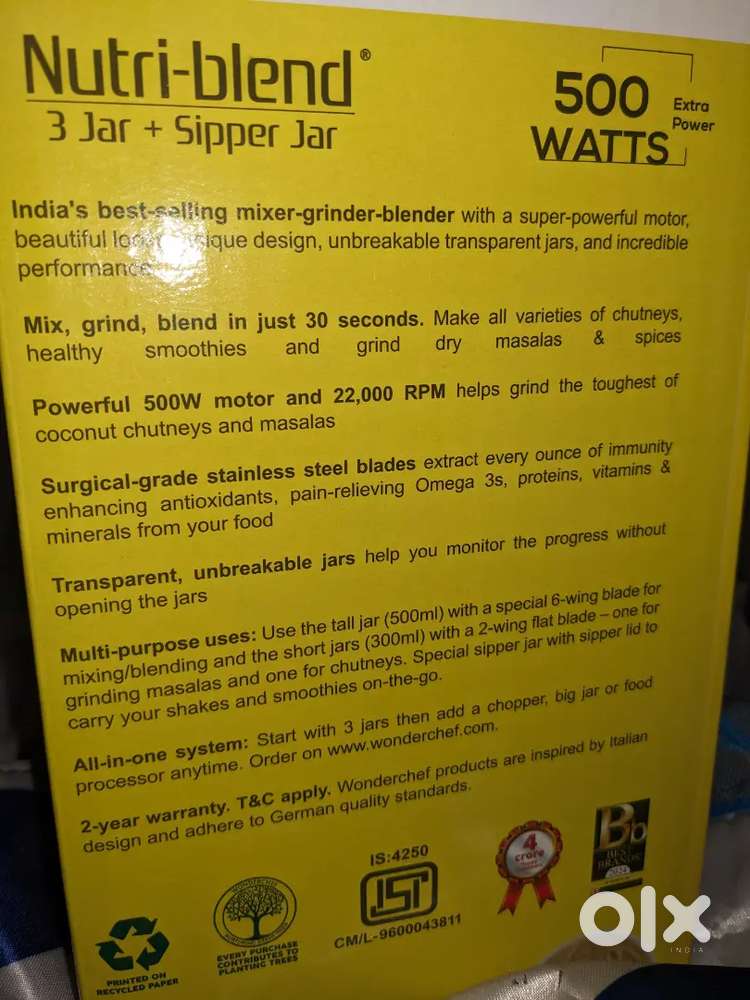 Nutri-blend®
3 Jar + Sipper Jar
500
WATTS
Extra
Power
India's best-selling mixer-grinder-blender with a super-powerful motor,
beautiful design, unbreakable transparent jars, and incredible
performance
Mix, grind, blend in just 30 seconds. Make all varieties of chutneys,
healthy smoothies and grind dry masalas & spices
Powerful 500W motor and 22,000 RPM helps grind the toughest of
coconut chutneys and masalas
Surgical-grade stainless steel blades extract every ounce of immunity
enhancing antioxidants, pain-relieving Omega 3s, proteins, vitamins &
minerals from your food
Transparent, unbreakable jars help you monitor the progress without
opening the jars
Multi-purpose uses: Use the tall jar (500ml) with a special 6-wing blade for
mixing/blending and the short jars (300ml) with a 2-wing flat blade – one for
grinding masalas and one for chutneys. Special sipper jar with sipper lid to
carry your shakes and smoothies on-the-go.
All-in-one system: Start with 3 jars then add a chopper, big jar or food
processor anytime. Order on www.wonderchef.com.
2-year warranty. T&C apply. Wonderchef products are inspired by Italian
design and adhere to German quality standards.
PRINTED ON
RECYCLED PAPER
EVERY PURCHASE
CONTRIBUTES TO
PLANTING TREES
IS:4250
ISI
CM/L-9600043811
4
crore
Bb
BEST
BRANDS
2024
olx
INDIA